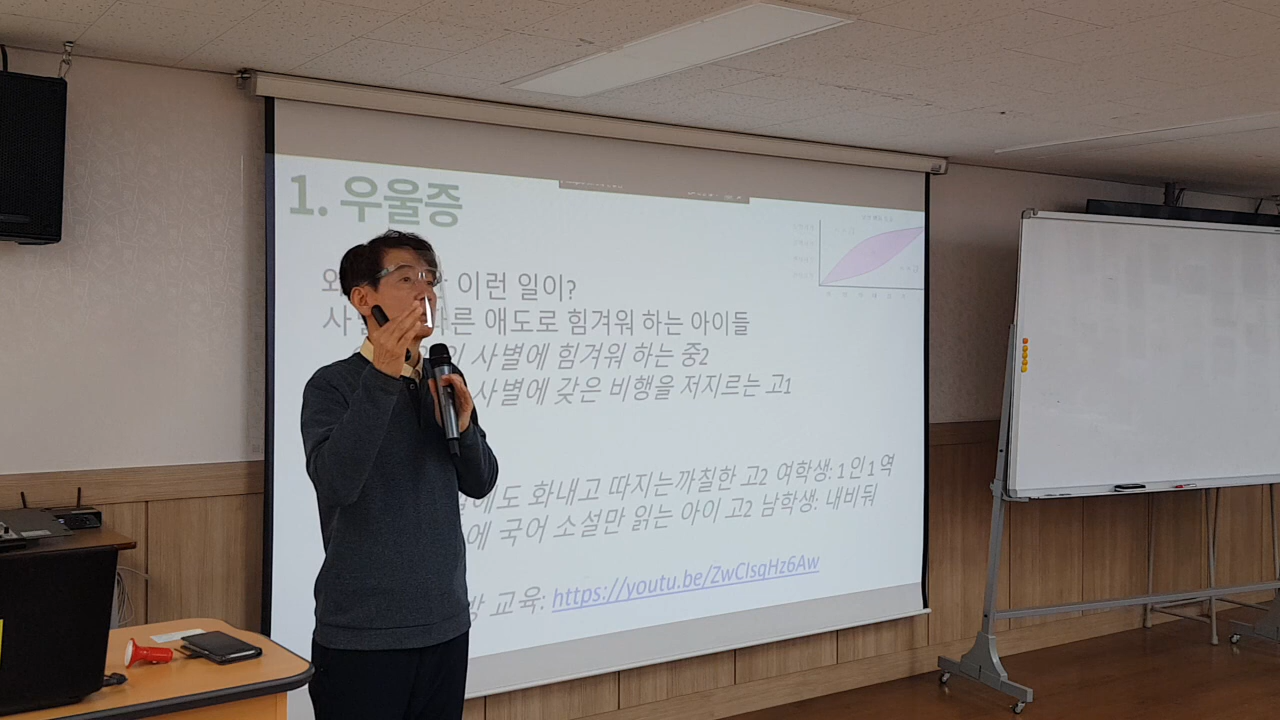 1. 우울증
이런 일이?
른 애도로 힘겨워 하는 아이들
사별에 힘겨워 하는 중2
사별에 갖은 비행을 저지르는 고1
에도 화내고 따지는까칠한 고2 여학생: 1인1역
에 국어 소설만 읽는 아이 고2 남학생: 내비둬
교육: https://youtu.be/ZwCIsqHz6Aw